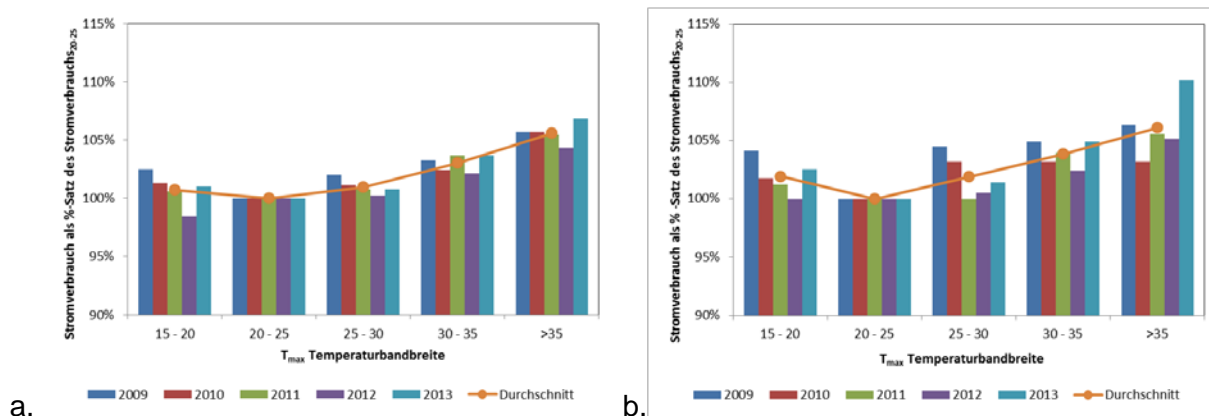 Stromverbrauch als %-Satz des Stromverbrauchs20-25
115%
110%
105%
100%
95%
90%
15 - 20 20 - 25 25 - 30 30 - 35 >35
Tmax Temperaturbandbreite
2009 2010 2011 2012 2013 Durchschnitt
a.
Stromverbrauch als % -Satz des Stromverbrauchs20-25
115%
110%
105%
100%
95%
90%
15 - 20 20 - 25 25 - 30 30 - 35 >35
Tmax Temperaturbandbreite
2009 2010 2011 2012 2013 Durchschnitt
b.